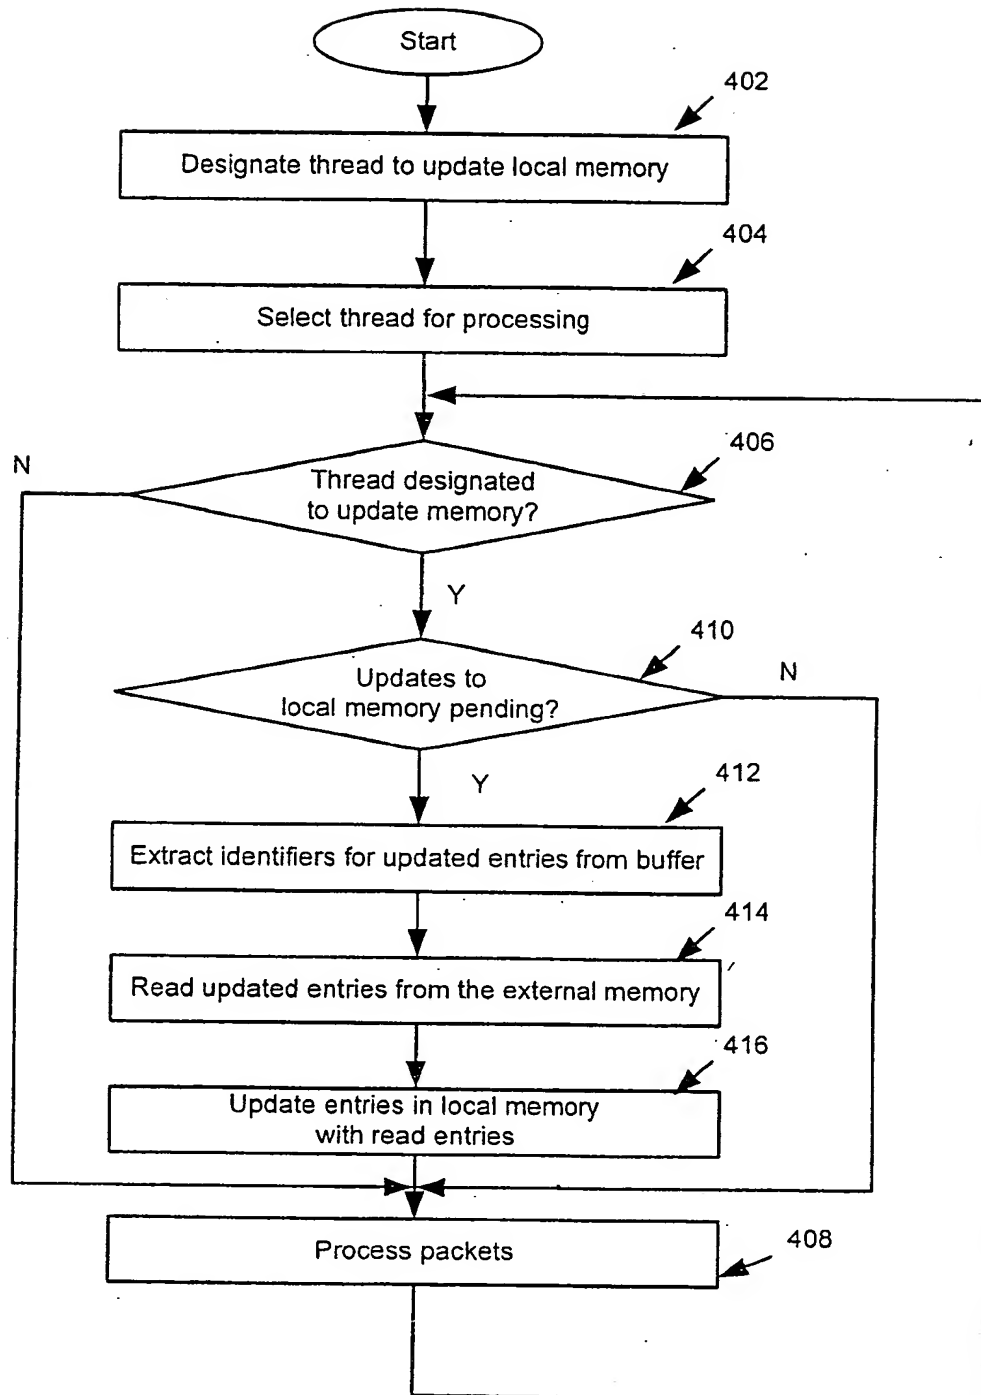 Start
402
Designate thread to update local memory
404
Select thread for processing
406
N
Thread designated
to update memory?
Y
410
Updates to
local memory pending?
N
Y
412
Extract identifiers for updated entries from buffer
414
Read updated entries from the external memory
416
Update entries in local memory
with read entries
408
Process packets